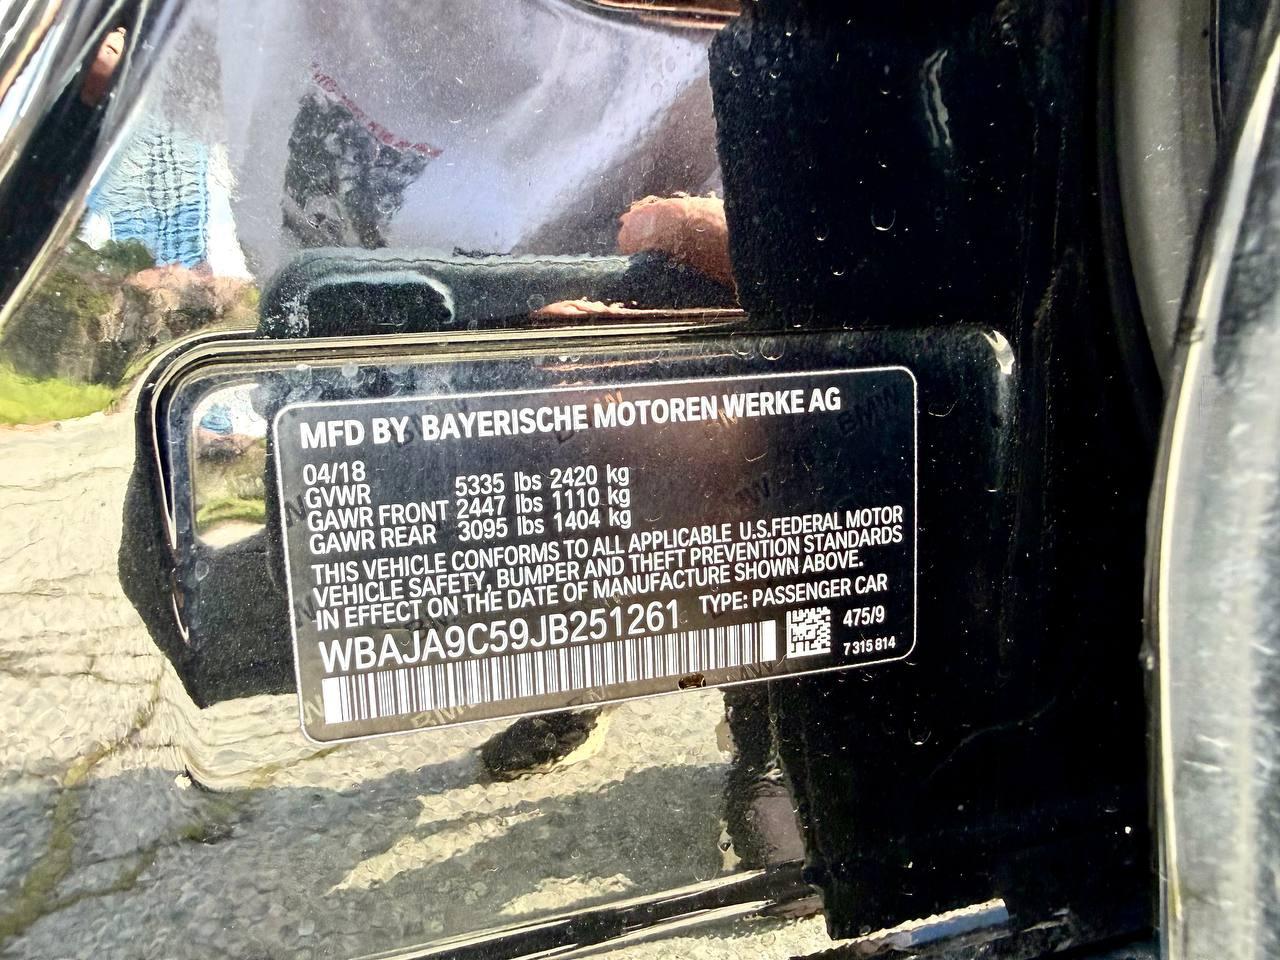 MFD BY BAYERISCHE MOTOREN WERKE AG
04/18
GVWR 5335 lbs 2420 kg
GAWR FRONT 2447 lbs 1110 kg
GAWR REAR 3095 lbs 1404 kg
THIS VEHICLE CONFORMS TO ALL APPLICABLE U.S.FEDERAL MOTOR
VEHICLE SAFETY, BUMPER AND THEFT PREVENTION STANDARDS
IN EFFECT ON THE DATE OF MANUFACTURE SHOWN ABOVE.
WBAJA9C59JB251261 TYPE: PASSENGER CAR
475/9
7 315 814